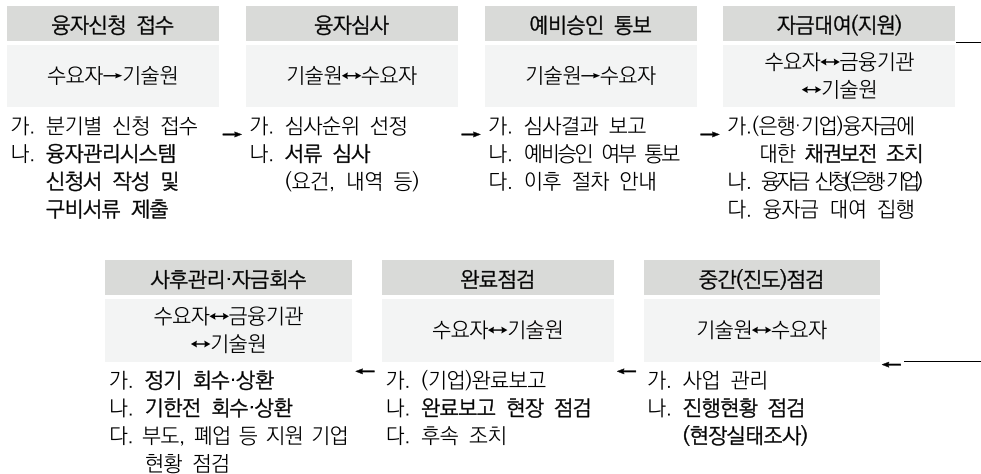 융자신청 접수
수요자→기술원
가. 분기별 신청 접수
나. 융자관리시스템
신청서 작성 및
구비서류 제출
융자심사
기술원↔수요자
가. 심사순위 선정
나. 서류 심사
(요건, 내역 등)
예비승인 통보
기술원→수요자
가. 심사결과 보고
나. 예비승인 여부 통보
다. 이후 절차 안내
자금대여(지원)
수요자↔금융기관
↔기술원
가.(은행·기업)융자금에
대한 채권보전 조치
나. 융자금 신청(은행·기업)
다. 융자금 대여 집행
중간(진도)점검
기술원↔수요자
가. 사업 관리
나. 진행현황 점검
(현장실태조사)
완료점검
수요자↔기술원
가. (기업)완료보고
나. 완료보고 현장 점검
다. 후속 조치
사후관리·자금회수
수요자↔금융기관
↔기술원
가. 정기 회수·상환
나. 기한전 회수·상환
다. 부도, 폐업 등 지원 기업
현황 점검